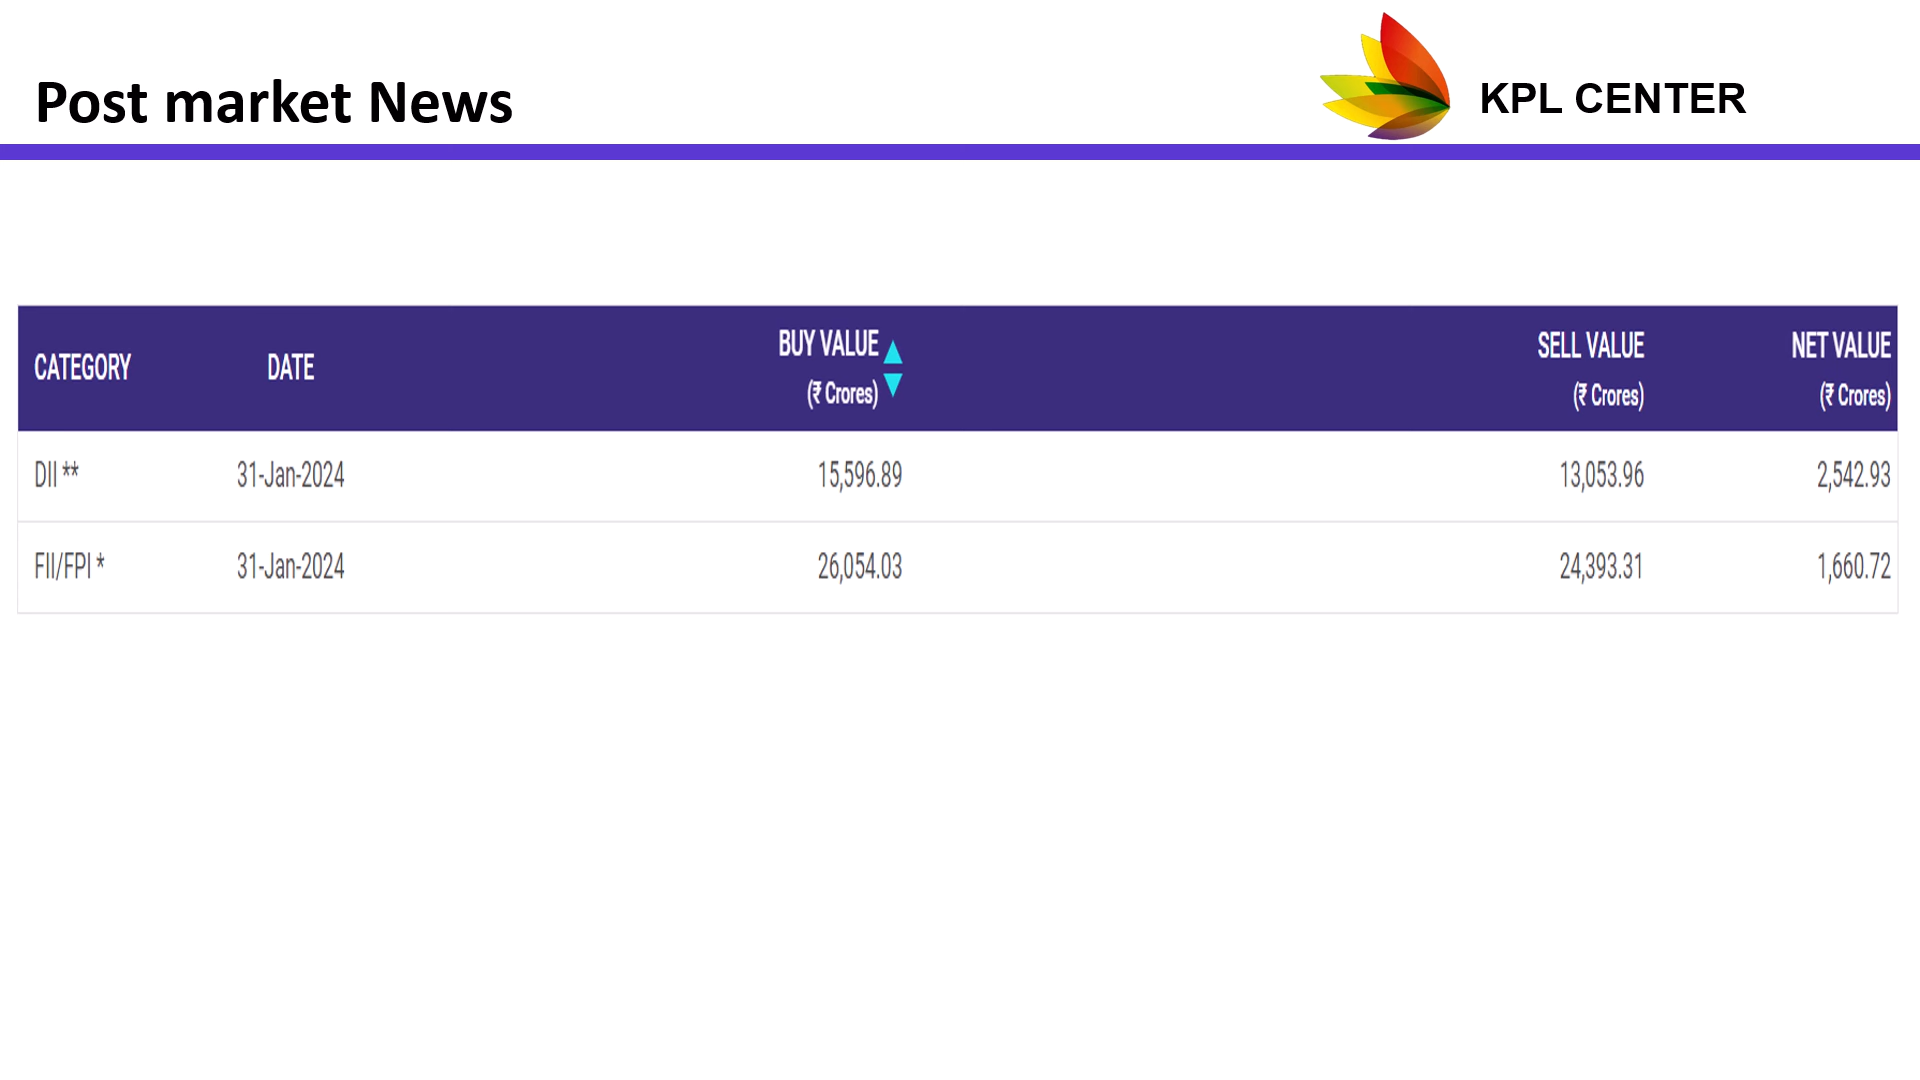 Post market News
KPL CENTER
CATEGORY DATE BUY VALUE (₹ Crores) SELL VALUE (₹ Crores) NET VALUE (₹ Crores)
DII ** 31-Jan-2024 15,596.89 13,053.96 2,542.93
FII/FPI * 31-Jan-2024 26,054.03 24,393.31 1,660.72